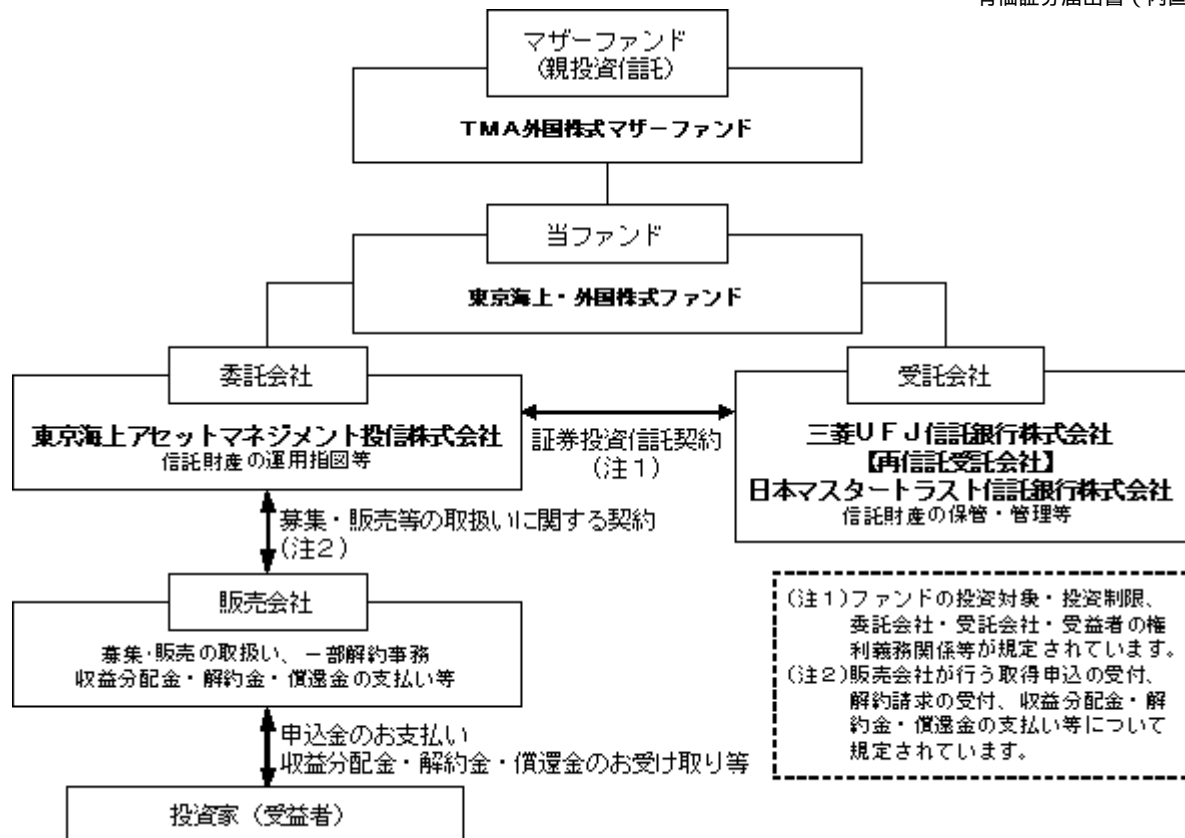 マザーファンド
(親投資信託)
TMA外国株式マザーファンド
当ファンド
東京海上・外国株式ファンド
委託会社
東京海上アセットマネジメント投信株式会社
信託財産の運用指図等
証券投資信託契約
(注1)
受託会社
三菱UFJ信託銀行株式会社
【再信託受託会社】
日本マスタートラスト信託銀行株式会社
信託財産の保管・管理等
募集・販売等の取扱いに関する契約
(注2)
販売会社
募集・販売の取扱い、一部解約事務
収益分配金・解約金・償還金の支払い等
申込金のお支払い
収益分配金・解約金・償還金のお受け取り等
投資家(受益者)
(注1)ファンドの投資対象・投資制限、
委託会社・受託会社・受益者の権
利義務関係等が規定されています。
(注2)販売会社が行う取得申込の受付、
解約請求の受付、収益分配金・解
約金・償還金の支払い等について
規定されています。